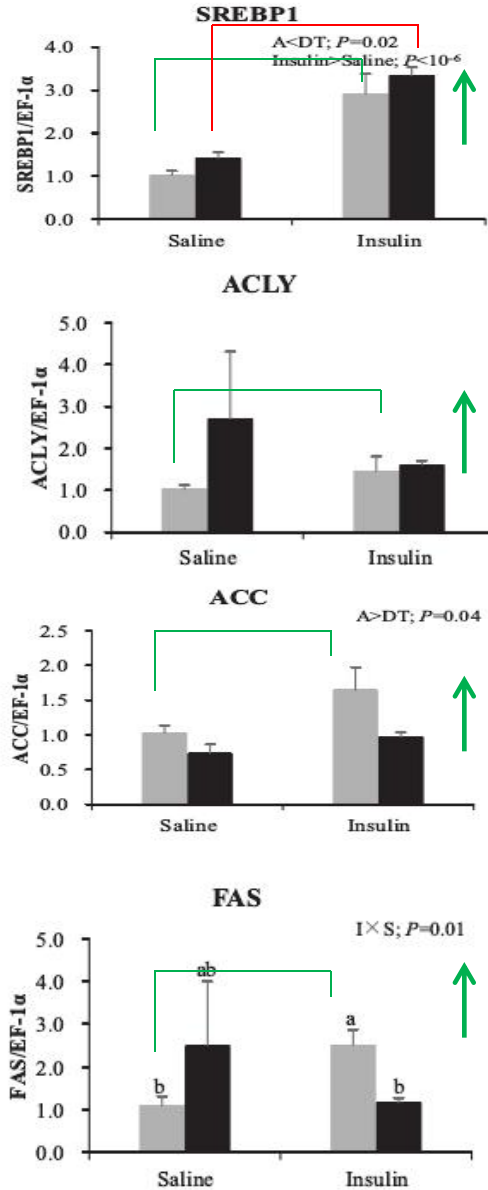 SREBP1
A<DT; P=0.02
Insulin>Saline; P<10⁻⁶
SREBP1/EF-1α
4.0
3.0
2.0
1.0
0.0
Saline Insulin
ACLY
ACLY/EF-1α
5.0
4.0
3.0
2.0
1.0
0.0
Saline Insulin
ACC
A>DT; P=0.04
ACC/EF-1α
2.5
2.0
1.5
1.0
0.5
0.0
Saline Insulin
FAS
I×S; P=0.01
FAS/EF-1α
5.0
4.0
3.0
2.0
1.0
0.0
b ab a b
Saline Insulin